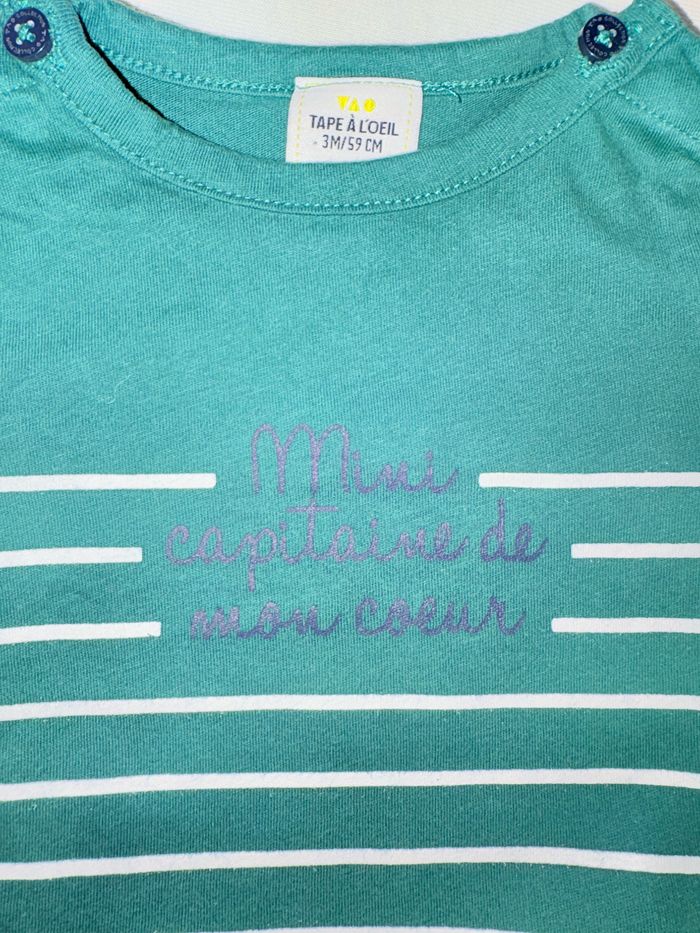 TAO
TAPE À L'OEIL
3M/59 CM
Mini
capitaine de
mon coeur